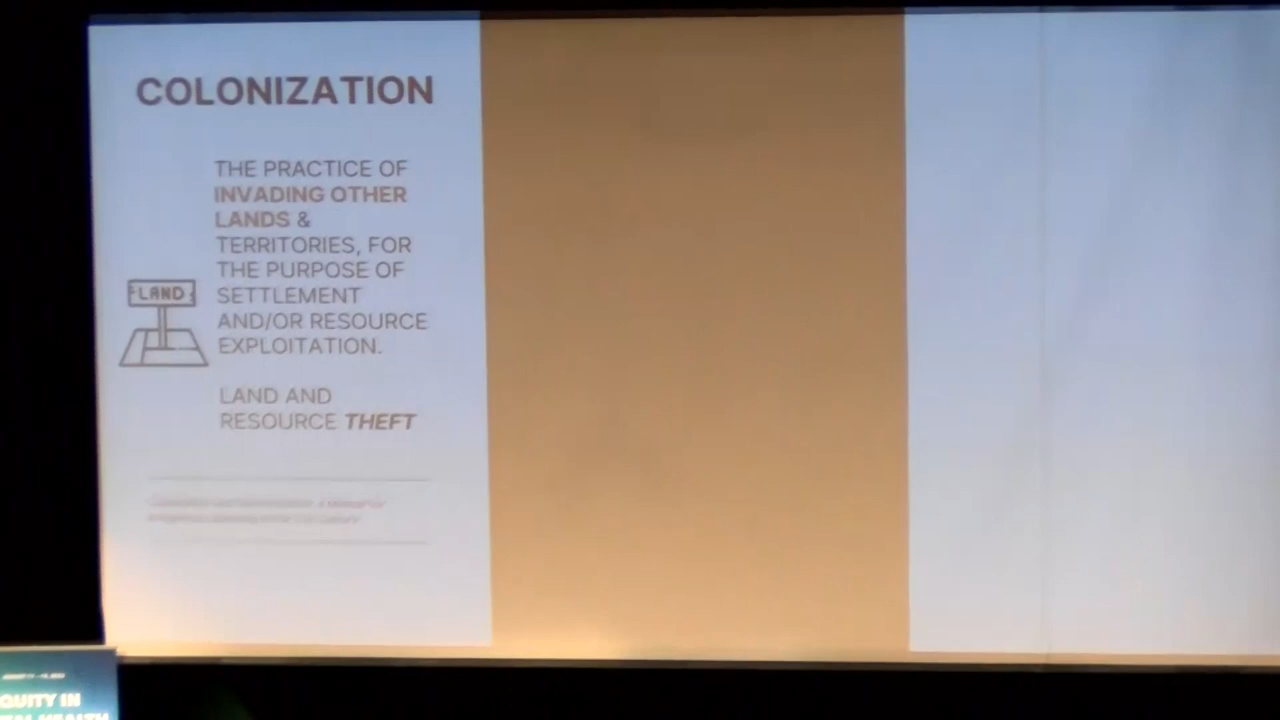 COLONIZATION
THE PRACTICE OF
INVADING OTHER
LANDS &
TERRITORIES, FOR
THE PURPOSE OF
LAND
SETTLEMENT
AND/OR RESOURCE
EXPLOITATION.
LAND AND
RESOURCE THEFT
QUITY IN